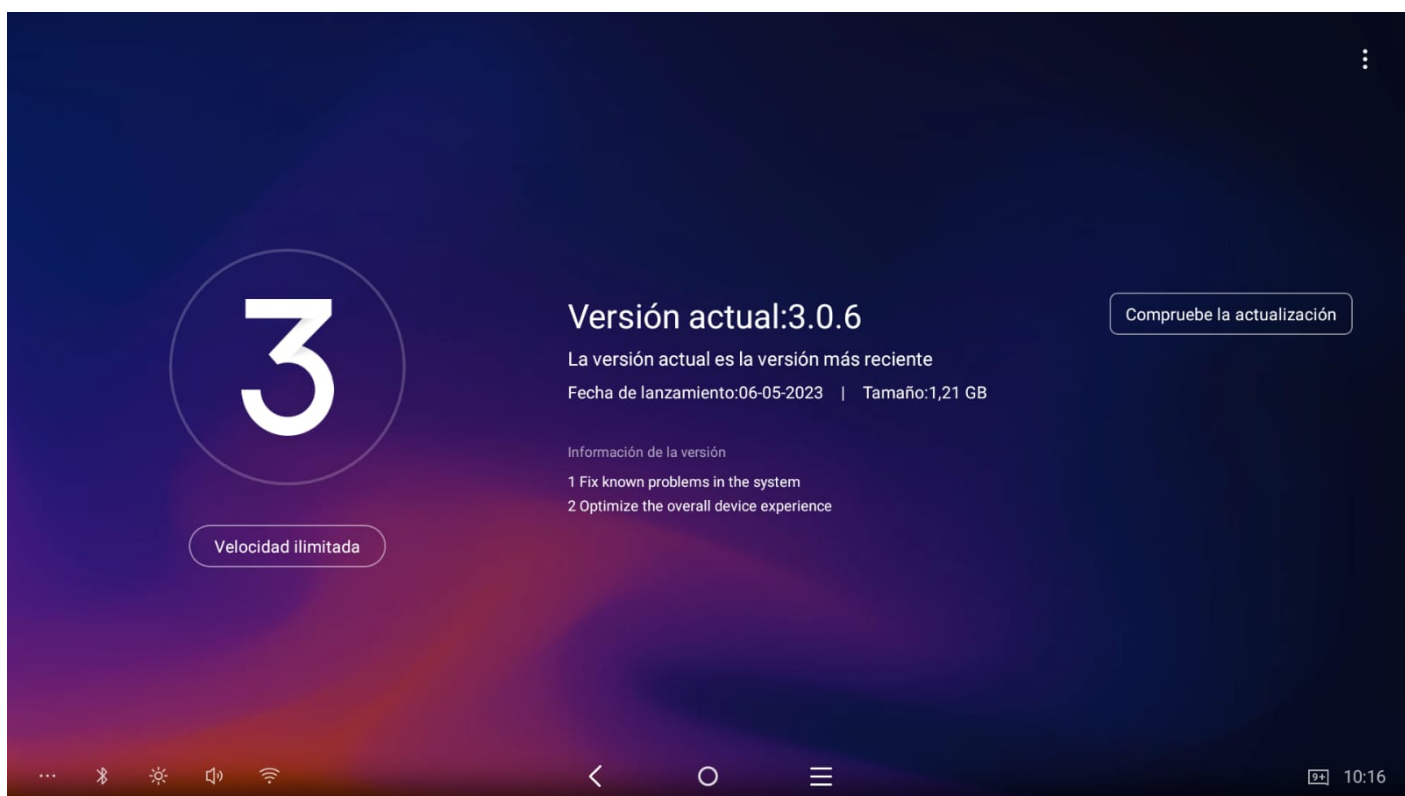 3
Versión actual:3.0.6
Compruebe la actualización
La versión actual es la versión más reciente
Fecha de lanzamiento:06-05-2023 | Tamaño:1,21 GB
Información de la versión
1 Fix known problems in the system
2 Optimize the overall device experience
Velocidad ilimitada
9+ 10:16